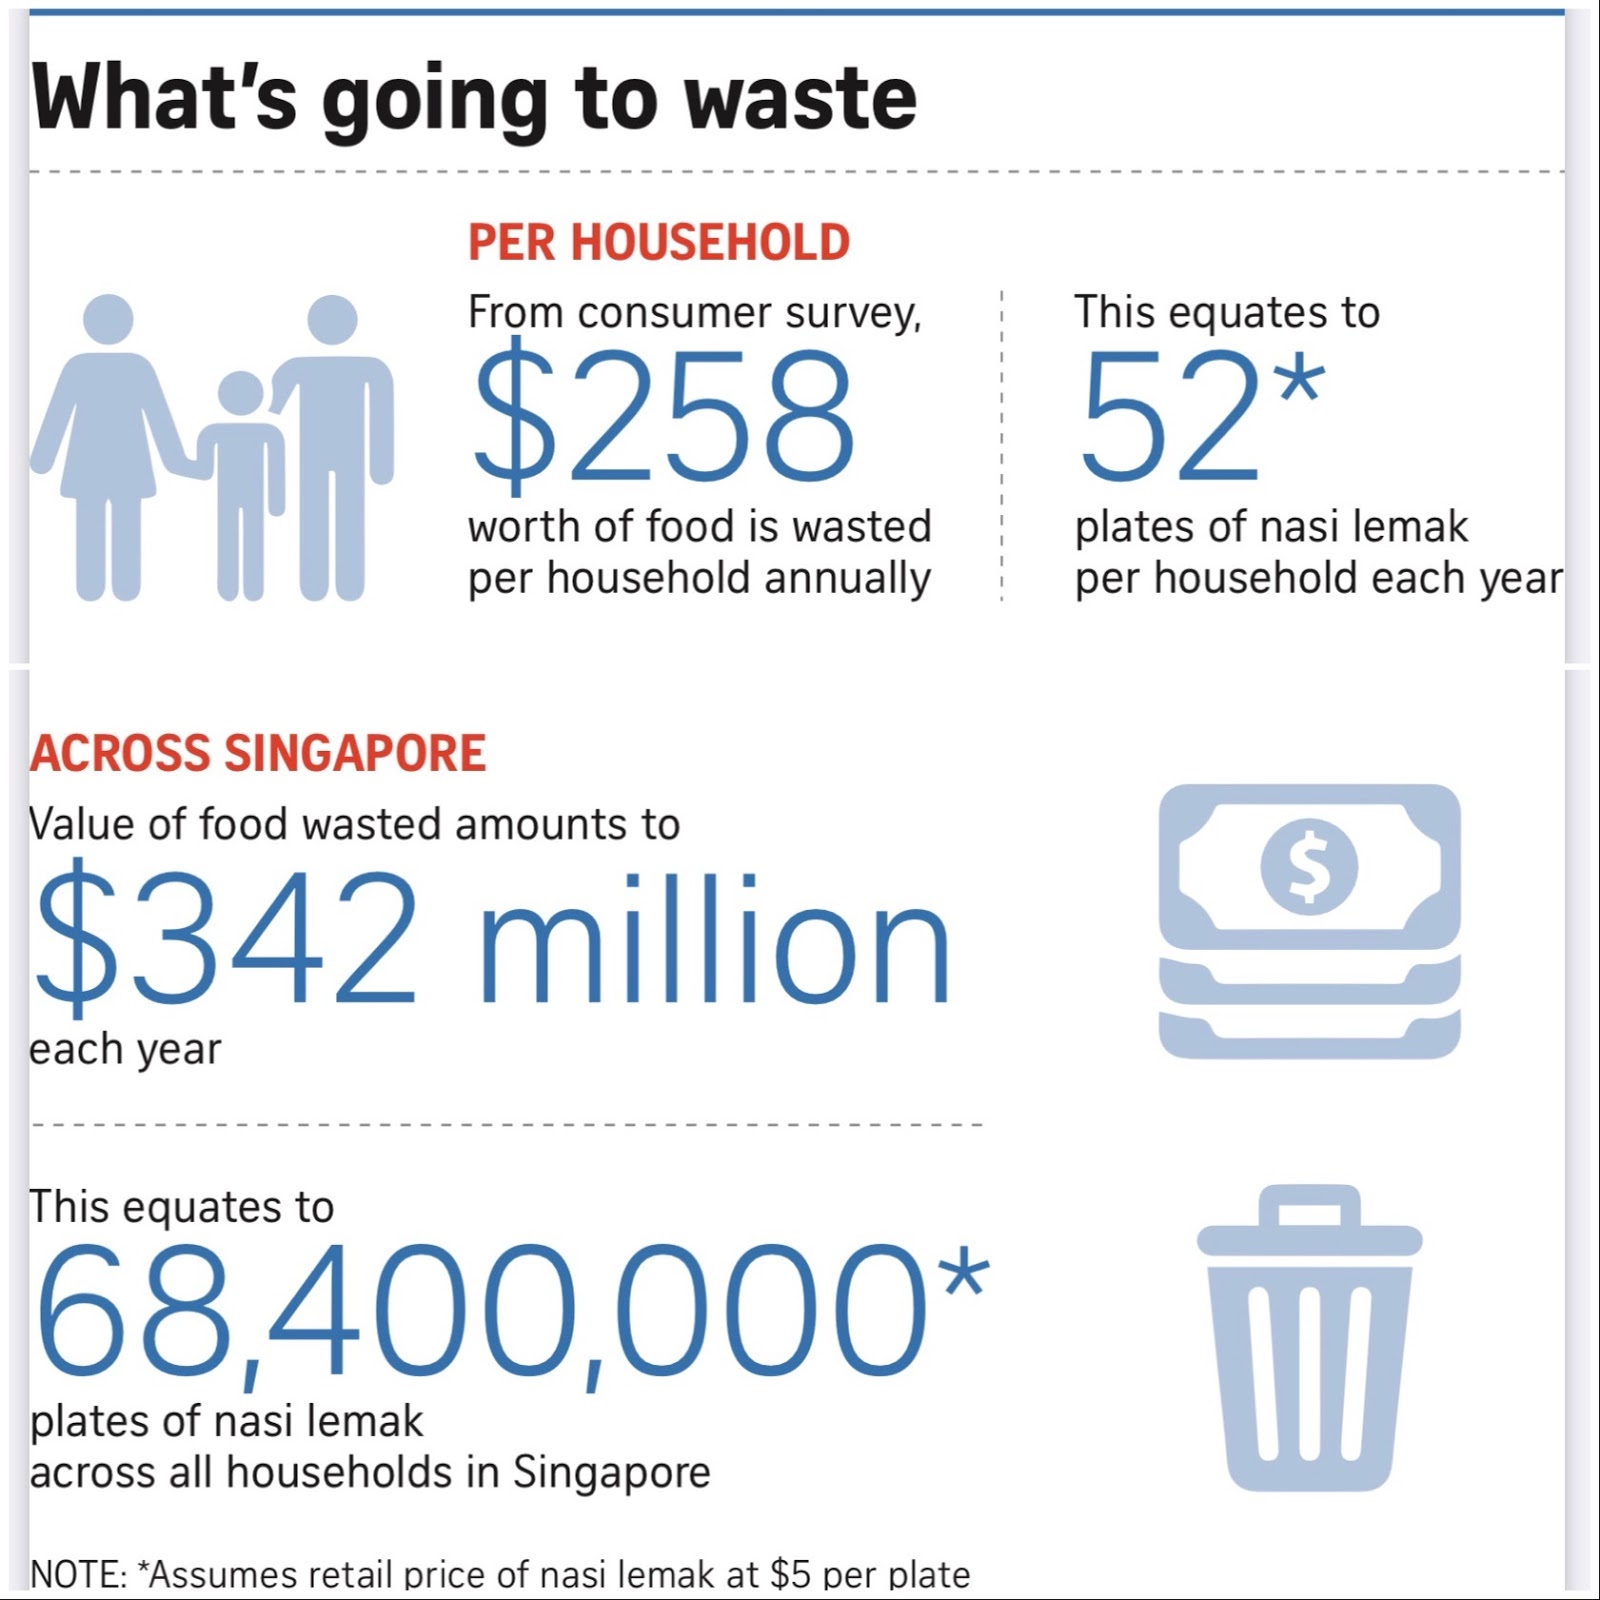 What's going to waste
PER HOUSEHOLD
From consumer survey,
$258
worth of food is wasted
per household annually
This equates to
52*
plates of nasi lemak
per household each year
ACROSS SINGAPORE
Value of food wasted amounts to
$342 million
each year
$
This equates to
68,400,000*
plates of nasi lemak
across all households in Singapore
NOTE: *Assumes retail price of nasi lemak at $5 per plate